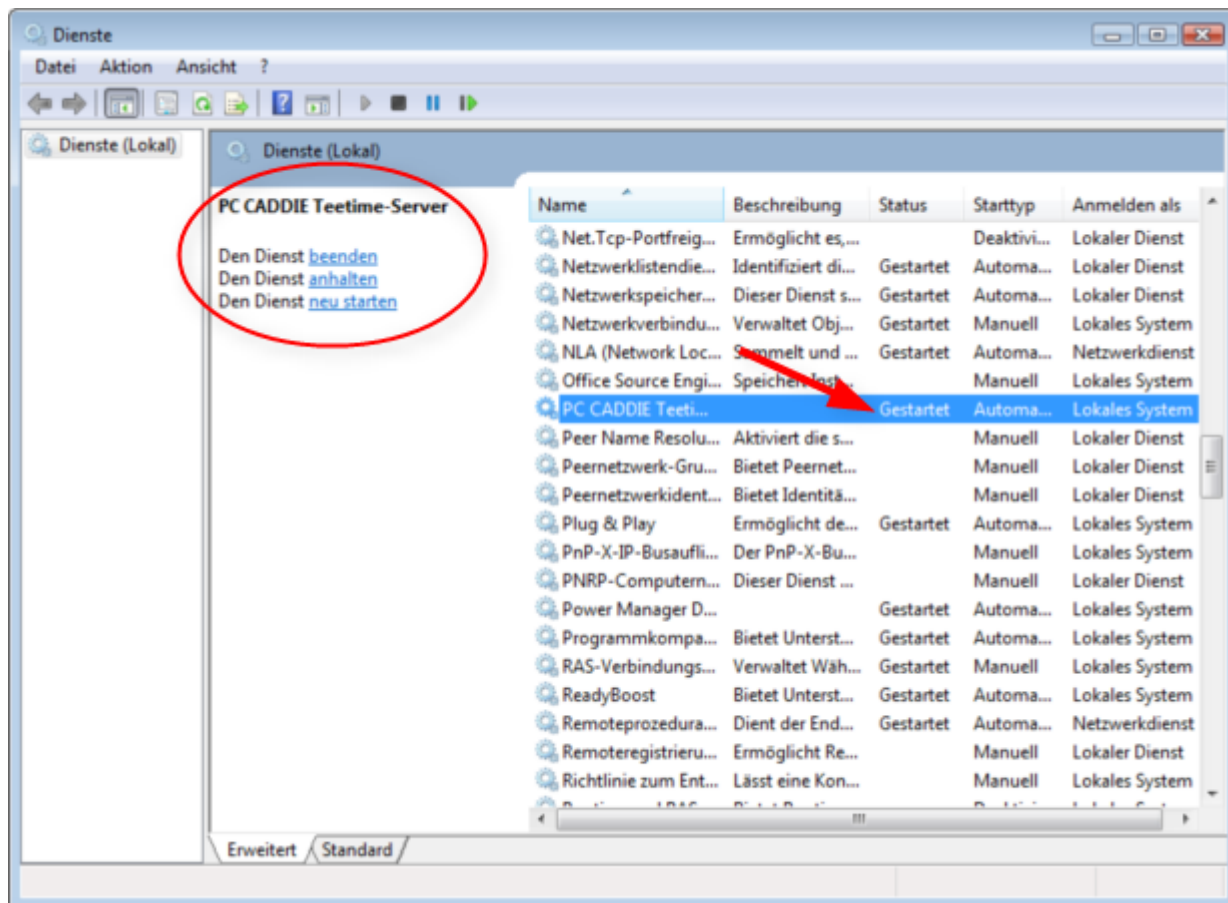 Dienste
Datei Aktion Ansicht ?
Dienste (Lokal)
Dienste (Lokal)
PC CADDIE Teetime-Server
Den Dienst beenden
Den Dienst anhalten
Den Dienst neu starten
Name Beschreibung Status Starttyp Anmelden als
Net.Tcp-Portfreig... Ermöglicht es,... Deaktivi... Lokaler Dienst
Netzwerklistendie... Identifiziert di... Gestartet Automa... Lokaler Dienst
Netzwerkspeicher... Dieser Dienst s... Gestartet Automa... Lokaler Dienst
Netzwerkverbindu... Verwaltet Obj... Gestartet Manuell Lokales System
NLA (Network Loc... Sammelt und ... Gestartet Automa... Netzwerkdienst
Office Source Engi... Speichert Manuell Lokales System
PC CADDIE Teeti... Gestartet Automa... Lokales System
Peer Name Resolu... Aktiviert die s... Manuell Lokaler Dienst
Peernetzwerk-Gru... Bietet Peernet... Manuell Lokaler Dienst
Peernetzwerkident... Bietet Identitä... Manuell Lokaler Dienst
Plug & Play Ermöglicht de... Gestartet Automa... Lokales System
PnP-X-IP-Busaufli... Der PnP-X-Bu... Manuell Lokales System
PNRP-Computern... Dieser Dienst ... Manuell Lokaler Dienst
Power Manager D... Gestartet Automa... Lokales System
Programmkompa... Bietet Unterst... Gestartet Automa... Lokales System
RAS-Verbindungs... Verwaltet Wäh... Gestartet Manuell Lokales System
ReadyBoost Bietet Unterst... Gestartet Automa... Lokales System
Remoteprozedura... Dient der End... Gestartet Automa... Netzwerkdienst
Remoteregistrieru... Ermöglicht Re... Manuell Lokaler Dienst
Richtlinie zum Ent... Lässt eine Kon... Manuell Lokales System
Erweitert Standard